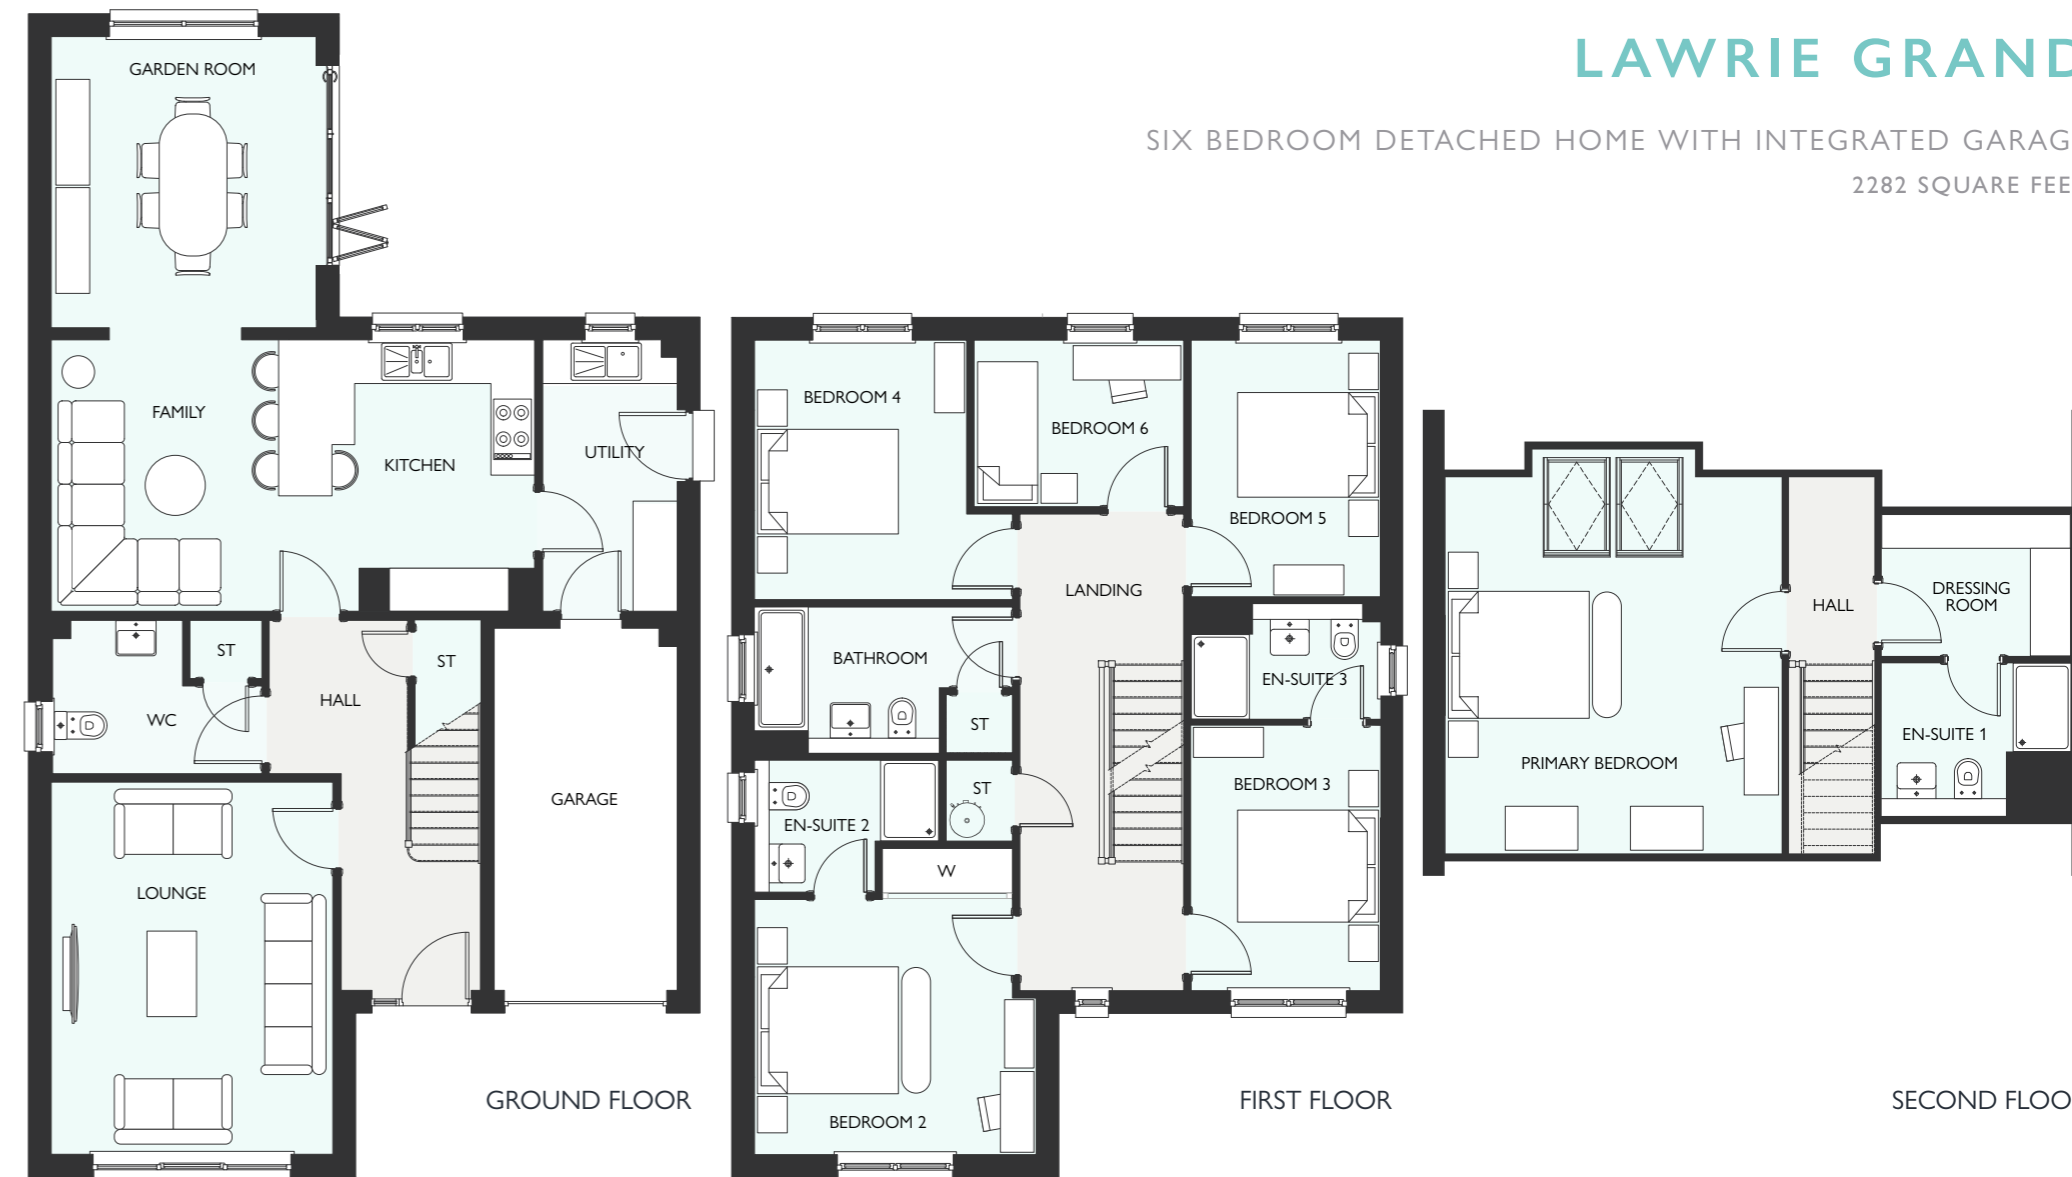 LAWRIE GRAND
SIX BEDROOM DETACHED HOME WITH INTEGRATED GARAG
2282 SQUARE FEE
GARDEN ROOM
FAMILY
KITCHEN
UTILITY
ST
ST
HALL
WC
GARAGE
LOUNGE
GROUND FLOOR
BEDROOM 4
BEDROOM 6
BEDROOM 5
LANDING
BATHROOM
EN-SUITE 3
ST
BEDROOM 3
ST
EN-SUITE 2
W
BEDROOM 2
FIRST FLOOR
DRESSING
ROOM
HALL
EN-SUITE 1
PRIMARY BEDROOM
SECOND FLOO